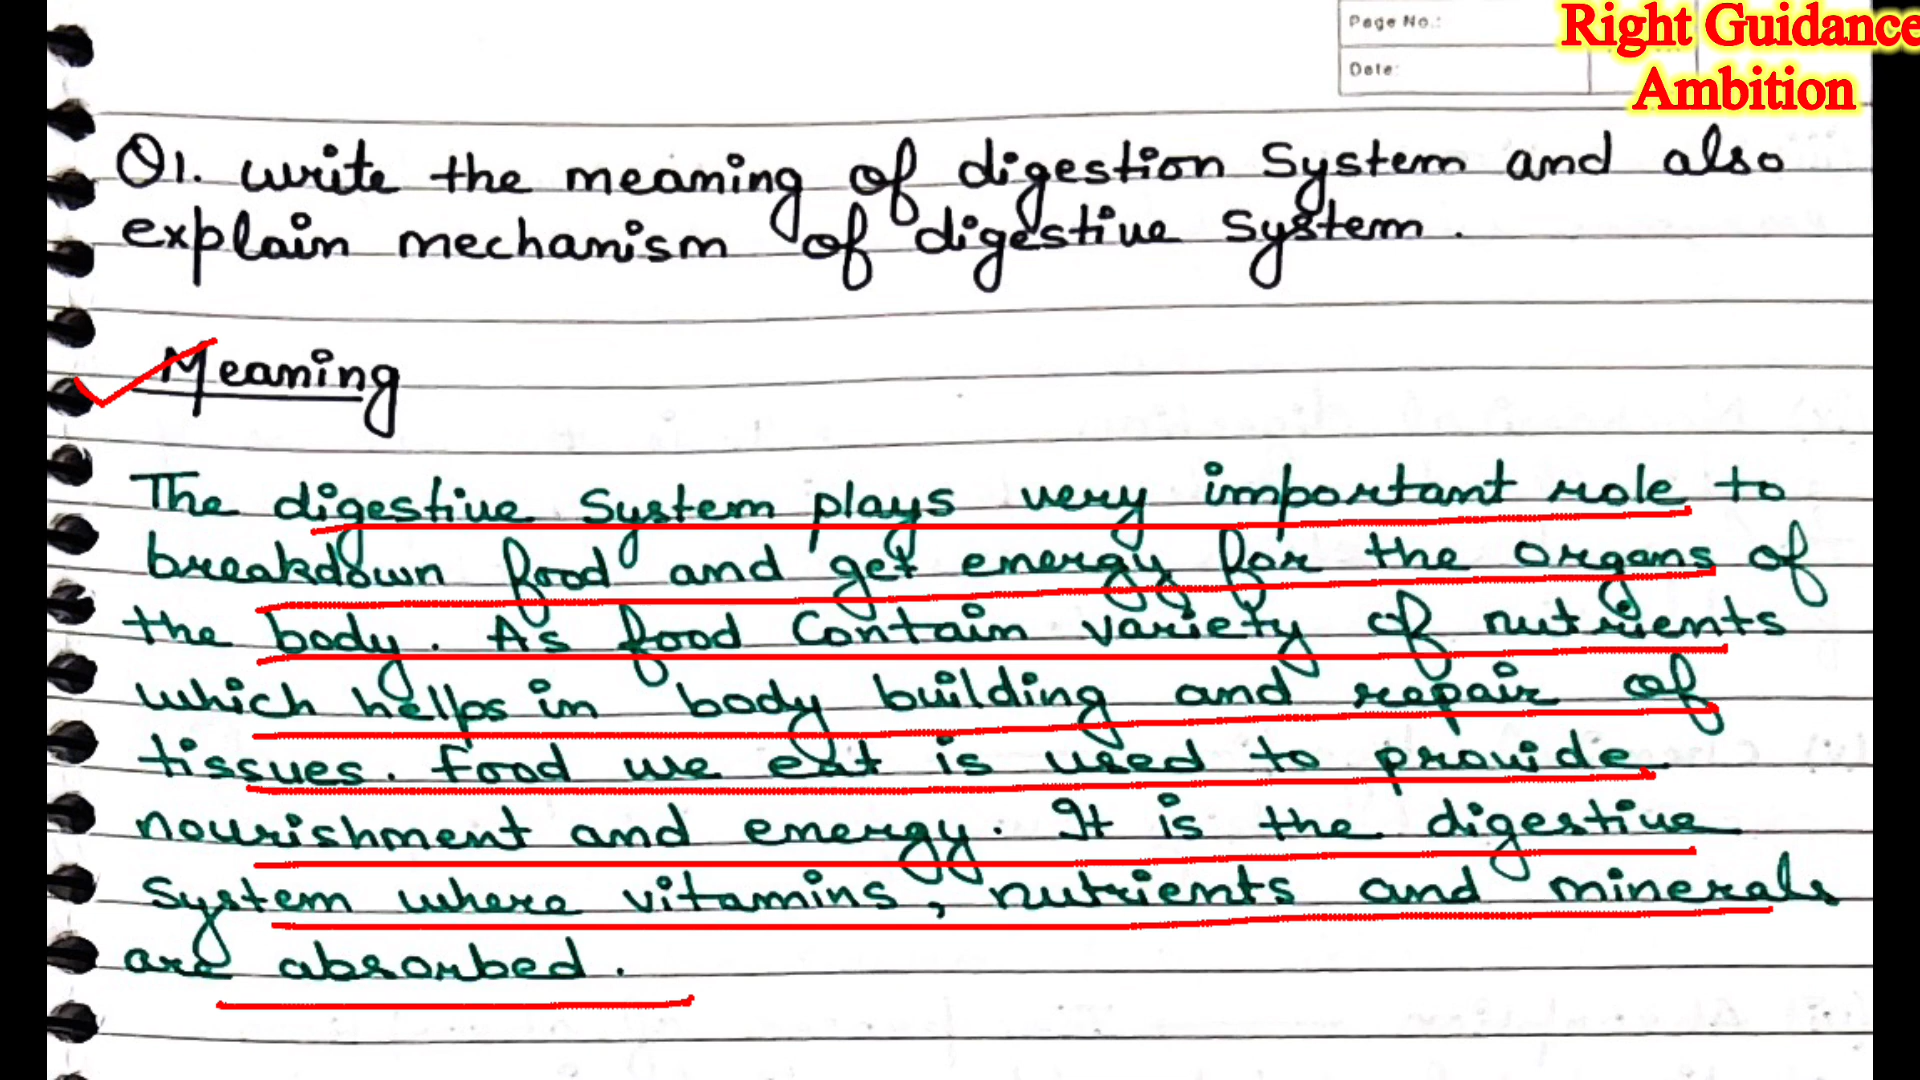 Page No.:
Date:
Right Guidance
Ambition
Q1. write the meaning of digestion System and also
explain mechanism of digestive system.
Meaning
The digestive system plays very important role to
breakdown food and get energy for the organs of
the body. As food contain variety of nutrients
which helps in body building and repair of
tissues. food we eat is used to provide
nourishment and energy. It is the digestive
system where vitamins, nutrients and minerals
are absorbed.